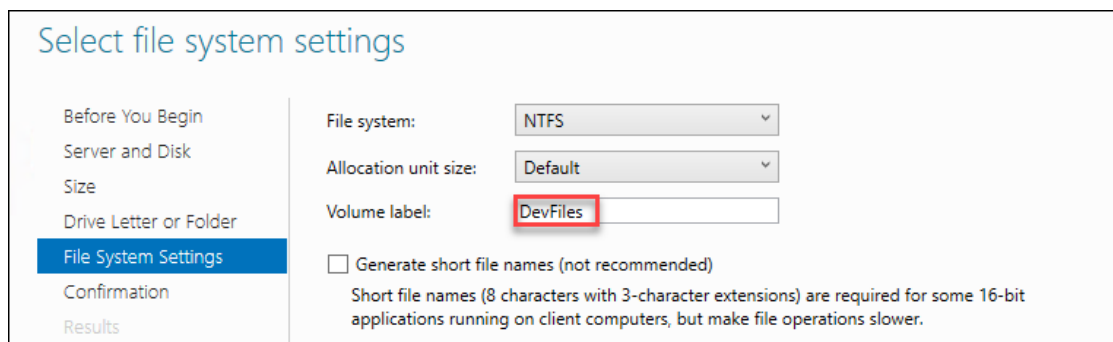 Select file system settings
Before You Begin
Server and Disk
Size
Drive Letter or Folder
File System Settings
Confirmation
Results
File system:
NTFS
Allocation unit size:
Default
Volume label:
DevFiles
Generate short file names (not recommended)
Short file names (8 characters with 3-character extensions) are required for some 16-bit
applications running on client computers, but make file operations slower.